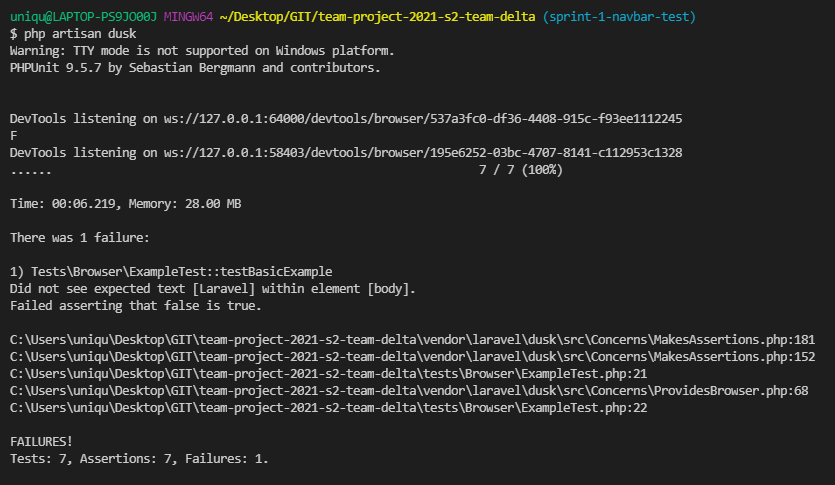 uniqu@LAPTOP-PS9JO00J MINGW64 ~/Desktop/GIT/team-project-2021-s2-team-delta (sprint-1-navbar-test)
$ php artisan dusk
Warning: TTY mode is not supported on Windows platform.
PHPUnit 9.5.7 by Sebastian Bergmann and contributors.
DevTools listening on ws://127.0.0.1:64000/devtools/browser/537a3fc0-df36-4408-915c-f93ee1112245
F
DevTools listening on ws://127.0.0.1:58403/devtools/browser/195e6252-03bc-4707-8141-c112953c1328
...... 7 / 7 (100%)
Time: 00:06.219, Memory: 28.00 MB
There was 1 failure:
1) Tests\Browser\ExampleTest::testBasicExample
Did not see expected text [Laravel] within element [body].
Failed asserting that false is true.
C:\Users\uniqu\Desktop\GIT\team-project-2021-s2-team-delta\vendor\laravel\dusk\src\Concerns\MakesAssertions.php:181
C:\Users\uniqu\Desktop\GIT\team-project-2021-s2-team-delta\vendor\laravel\dusk\src\Concerns\MakesAssertions.php:152
C:\Users\uniqu\Desktop\GIT\team-project-2021-s2-team-delta\tests\Browser\ExampleTest.php:21
C:\Users\uniqu\Desktop\GIT\team-project-2021-s2-team-delta\vendor\laravel\dusk\src\Concerns\ProvidesBrowser.php:68
C:\Users\uniqu\Desktop\GIT\team-project-2021-s2-team-delta\tests\Browser\ExampleTest.php:22
FAILURES!
Tests: 7, Assertions: 7, Failures: 1.